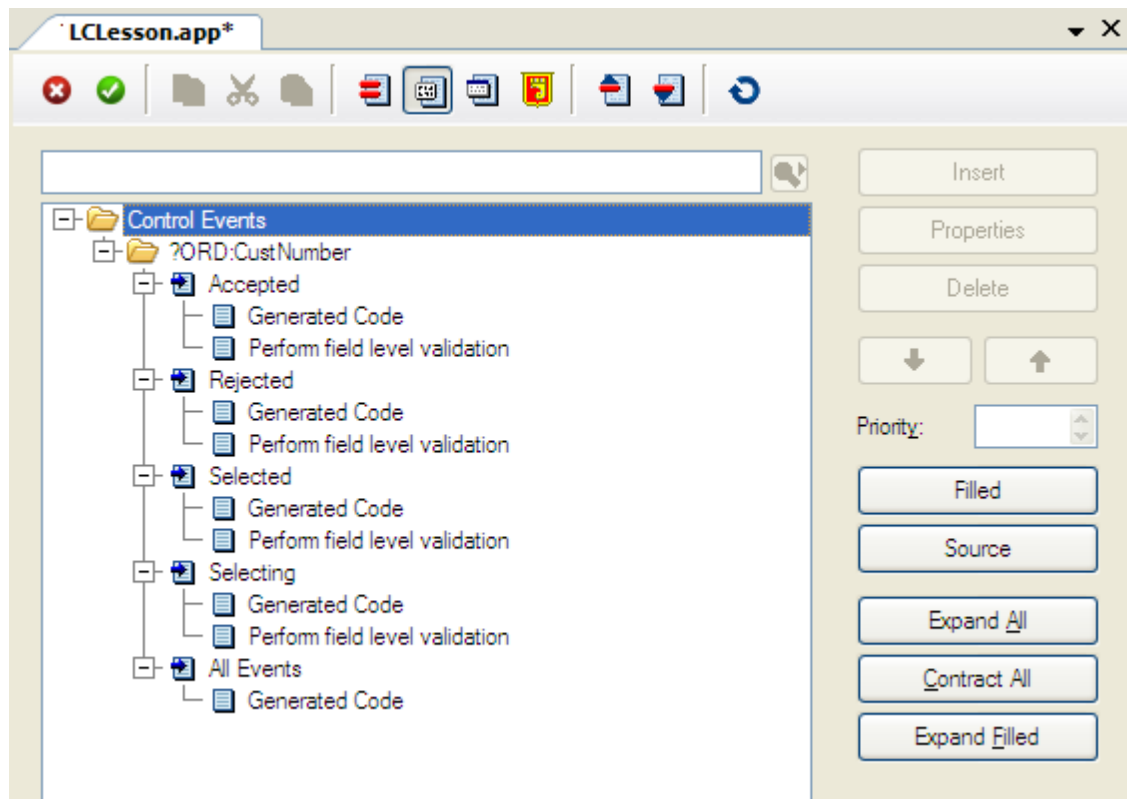 LCLesson.app*
Insert
Control Events
Properties
?ORD:CustNumber
Accepted
Delete
Generated Code
Perform field level validation
Rejected
Generated Code
Priority:
Perform field level validation
Selected
Filled
Generated Code
Perform field level validation
Source
Selecting
Generated Code
Expand All
Perform field level validation
All Events
Contract All
Generated Code
Expand Filled